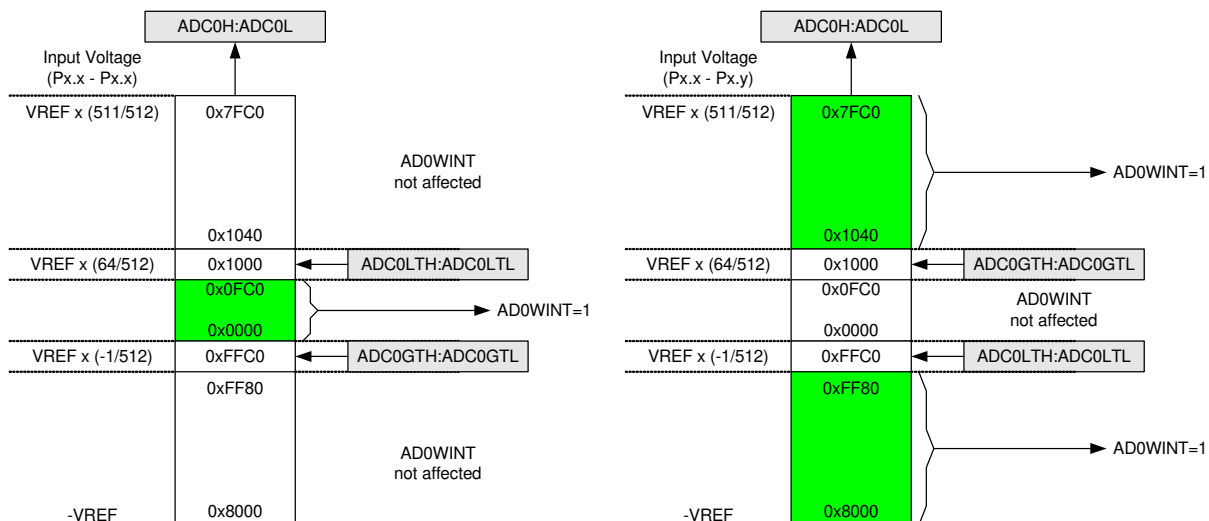 ADC0H:ADC0L
Input Voltage
(Px.x - Px.x)
VREF x (511/512)
0x7FC0
AD0WINT
not affected
0x1040
VREF x (64/512)
0x1000
ADC0LTH:ADC0LTL
0x0FC0
AD0WINT=1
0x0000
VREF x (-1/512)
0xFFC0
ADC0GTH:ADC0GTL
0xFF80
AD0WINT
not affected
-VREF
0x8000
ADC0H:ADC0L
Input Voltage
(Px.x - Px.y)
VREF x (511/512)
0x7FC0
AD0WINT=1
0x1040
VREF x (64/512)
0x1000
ADC0GTH:ADC0GTL
0x0FC0
AD0WINT
not affected
0x0000
VREF x (-1/512)
0xFFC0
ADC0LTH:ADC0LTL
0xFF80
AD0WINT=1
-VREF
0x8000